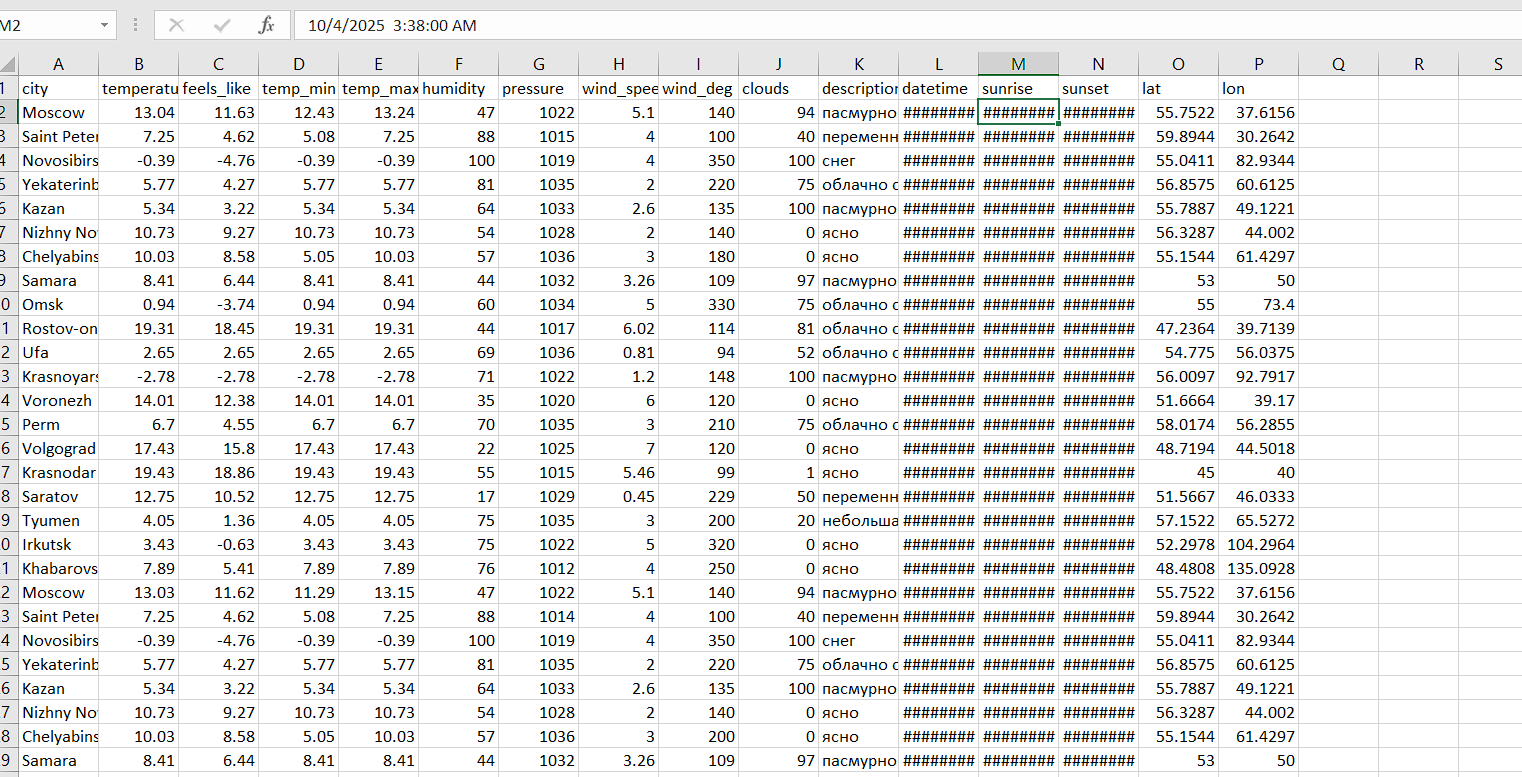 M2 fx 10/4/2025 3:38:00 AM
A B C D E F G H I J K L M N O P Q R S
1 city temperatu feels_like temp_min temp_max humidity pressure wind_spee wind_deg clouds description datetime sunrise sunset lat lon
2 Moscow 13.04 11.63 12.43 13.24 47 1022 5.1 140 94 пасмурно ######## ######## ######## 55.7522 37.6156
3 Saint Peter 7.25 4.62 5.08 7.25 88 1015 4 100 40 переменн ######## ######## ######## 59.8944 30.2642
4 Novosibirs -0.39 -4.76 -0.39 -0.39 100 1019 4 350 100 снег ######## ######## ######## 55.0411 82.9344
5 Yekaterinb 5.77 4.27 5.77 5.77 81 1035 2 220 75 облачно с ######## ######## ######## 56.8575 60.6125
6 Kazan 5.34 3.22 5.34 5.34 64 1033 2.6 135 100 пасмурно ######## ######## ######## 55.7887 49.1221
7 Nizhny Nov 10.73 9.27 10.73 10.73 54 1028 2 140 0 ясно ######## ######## ######## 56.3287 44.002
8 Chelyabins 10.03 8.58 5.05 10.03 57 1036 3 180 0 ясно ######## ######## ######## 55.1544 61.4297
9 Samara 8.41 6.44 8.41 8.41 44 1032 3.26 109 97 пасмурно ######## ######## ######## 53 50
0 Omsk 0.94 -3.74 0.94 0.94 60 1034 5 330 75 облачно с ######## ######## ######## 55 73.4
1 Rostov-on 19.31 18.45 19.31 19.31 44 1017 6.02 114 81 облачно с ######## ######## ######## 47.2364 39.7139
2 Ufa 2.65 2.65 2.65 2.65 69 1036 0.81 94 52 облачно с ######## ######## ######## 54.775 56.0375
3 Krasnoyars -2.78 -2.78 -2.78 -2.78 71 1022 1.2 148 100 пасмурно ######## ######## ######## 56.0097 92.7917
4 Voronezh 14.01 12.38 14.01 14.01 35 1020 6 120 0 ясно ######## ######## ######## 51.6664 39.17
5 Perm 6.7 4.55 6.7 6.7 70 1035 3 210 75 облачно с ######## ######## ######## 58.0174 56.2855
6 Volgograd 17.43 15.8 17.43 17.43 22 1025 7 120 0 ясно ######## ######## ######## 48.7194 44.5018
7 Krasnodar 19.43 18.86 19.43 19.43 55 1015 5.46 99 1 ясно ######## ######## ######## 45 40
8 Saratov 12.75 10.52 12.75 12.75 17 1029 0.45 229 50 переменн ######## ######## ######## 51.5667 46.0333
9 Tyumen 4.05 1.36 4.05 4.05 75 1035 3 200 20 небольша ######## ######## ######## 57.1522 65.5272
0 Irkutsk 3.43 -0.63 3.43 3.43 75 1022 5 320 0 ясно ######## ######## ######## 52.2978 104.2964
1 Khabarovs 7.89 5.41 7.89 7.89 76 1012 4 250 0 ясно ######## ######## ######## 48.4808 135.0928
2 Moscow 13.03 11.62 11.29 13.15 47 1022 5.1 140 94 пасмурно ######## ######## ######## 55.7522 37.6156
3 Saint Peter 7.25 4.62 5.08 7.25 88 1014 4 100 40 переменн ######## ######## ######## 59.8944 30.2642
4 Novosibirs -0.39 -4.76 -0.39 -0.39 100 1019 4 350 100 снег ######## ######## ######## 55.0411 82.9344
5 Yekaterinb 5.77 4.27 5.77 5.77 81 1035 2 220 75 облачно с ######## ######## ######## 56.8575 60.6125
6 Kazan 5.34 3.22 5.34 5.34 64 1033 2.6 135 100 пасмурно ######## ######## ######## 55.7887 49.1221
7 Nizhny Nov 10.73 9.27 10.73 10.73 54 1028 2 140 0 ясно ######## ######## ######## 56.3287 44.002
8 Chelyabins 10.03 8.58 5.05 10.03 57 1036 3 200 0 ясно ######## ######## ######## 55.1544 61.4297
9 Samara 8.41 6.44 8.41 8.41 44 1032 3.26 109 97 пасмурно ######## ######## ######## 53 50